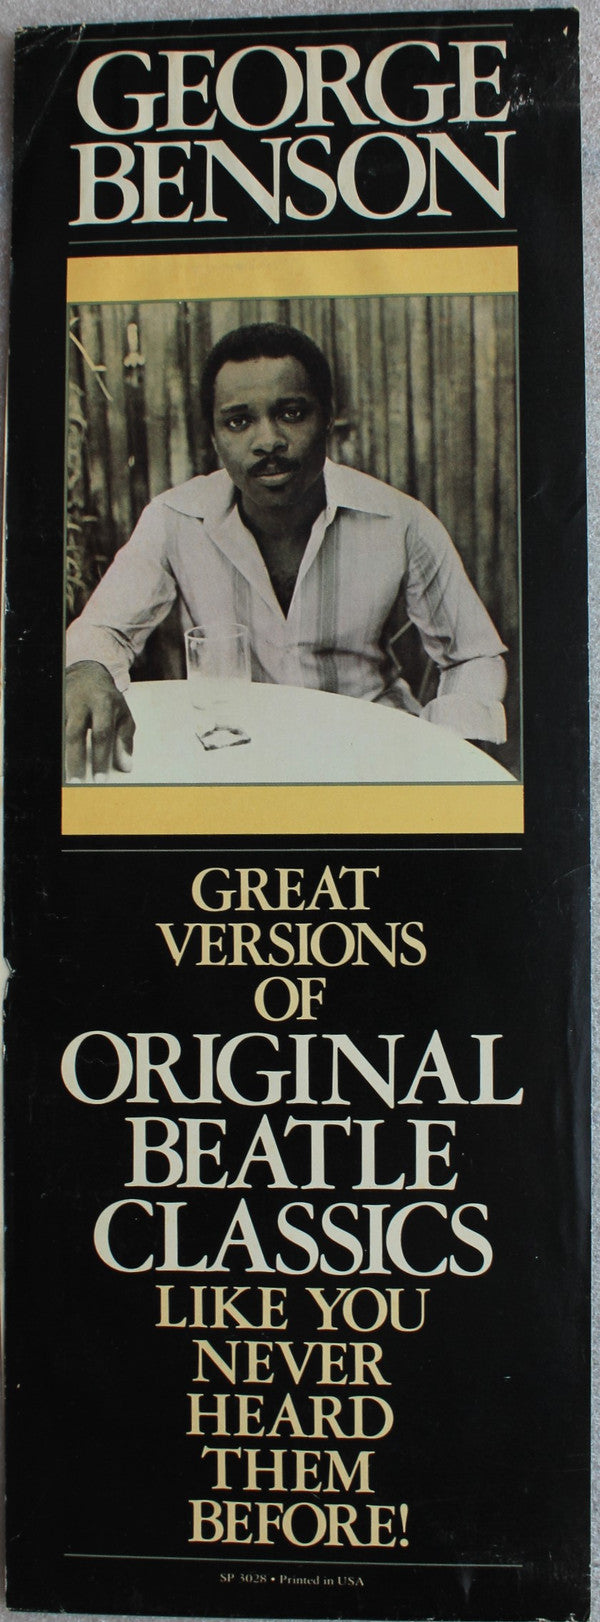 GEORGE
BENSON
GREAT
VERSIONS
OF
ORIGINAL
BEATLE
CLASSICS
LIKE YOU
NEVER
HEARD
THEM
BEFORE!
SP 3028 • Printed in USA